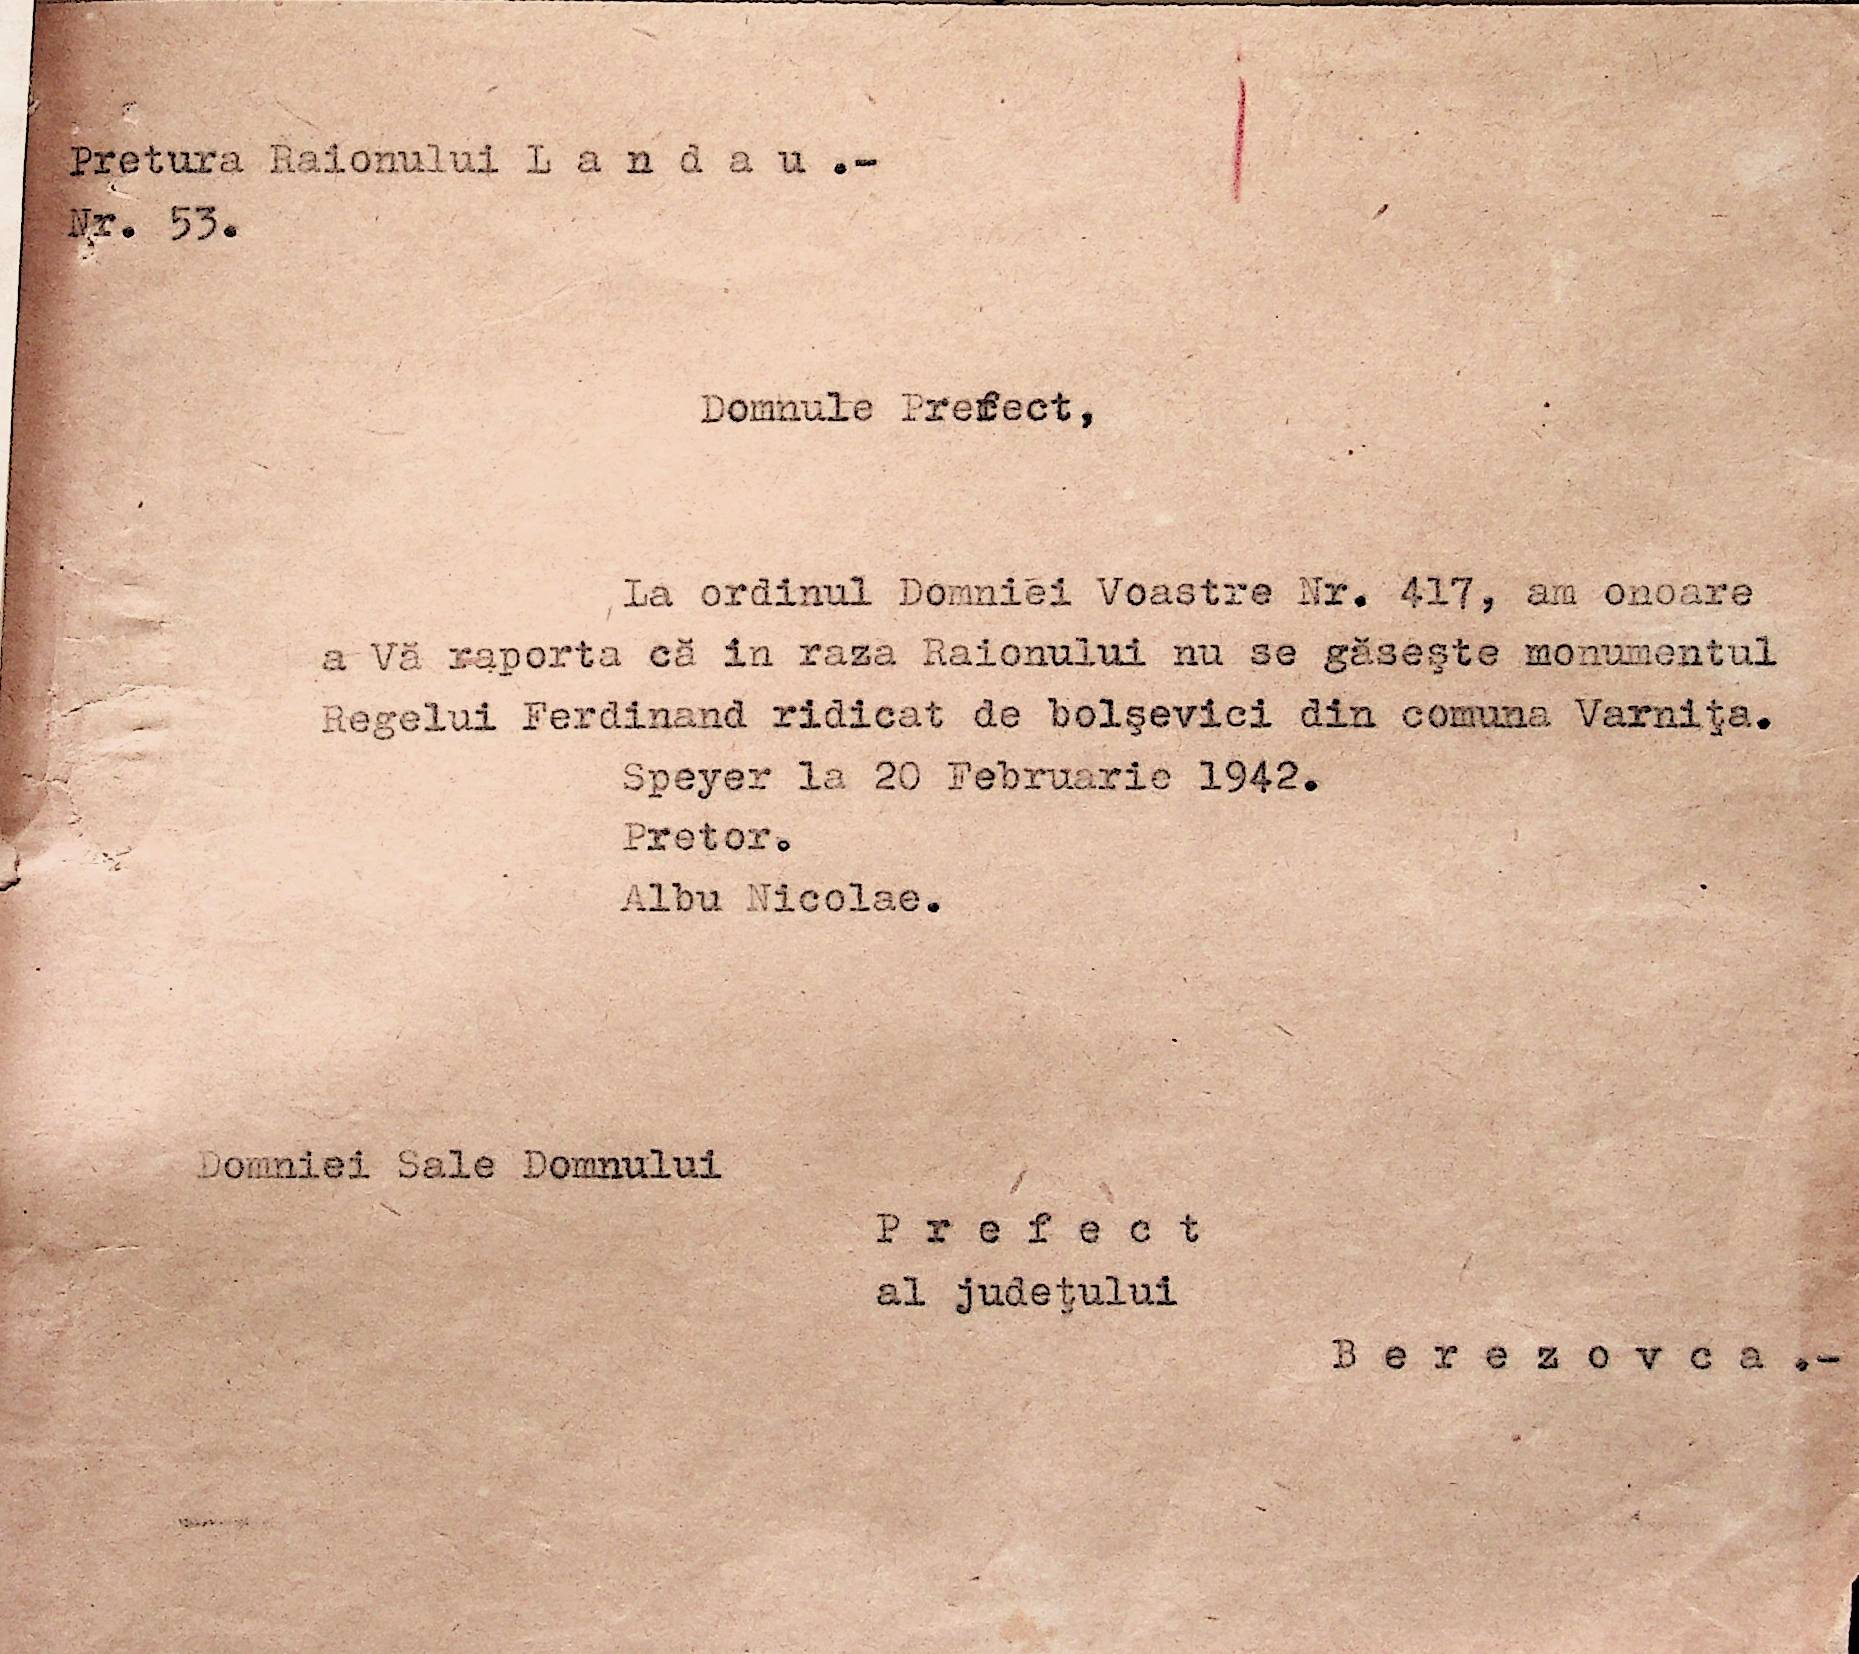 Pretura Raionului L a n d a u .-
Nr. 53.
Domnule Prefect,
La ordinul Domniei Voastre Nr. 417, am onoare
a Vă raporta că in raza Raionului nu se găseşte monumentul
Regelui Ferdinand ridicat de bolşevici din comuna Varniţa.
Speyer la 20 Februarie 1942.
Pretor.
Albu Nicolae.
Domniei Sale Domnului
P r e f e c t
al judeţului
B e r e z o v c a .-